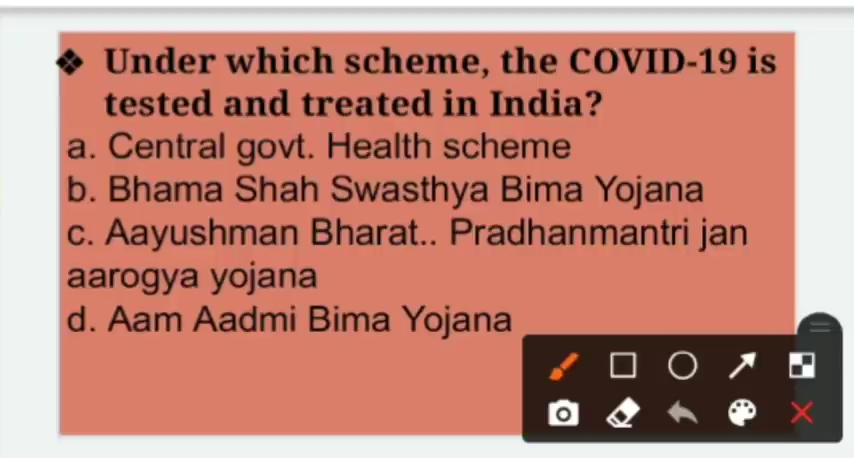 ❖ Under which scheme, the COVID-19 is
tested and treated in India?
a. Central govt. Health scheme
b. Bhama Shah Swasthya Bima Yojana
c. Aayushman Bharat.. Pradhanmantri jan
aarogya yojana
d. Aam Aadmi Bima Yojana